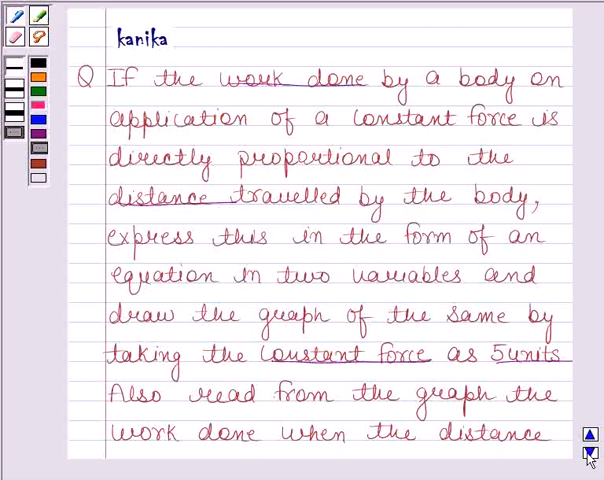 kanika
Q If the work done by a body on
application of a constant force is
directly proportional to the
distance travelled by the body,
express this in the form of an
equation in two variables and
draw the graph of the same by
taking the constant force as 5 units
Also read from the graph the
work done when the distance